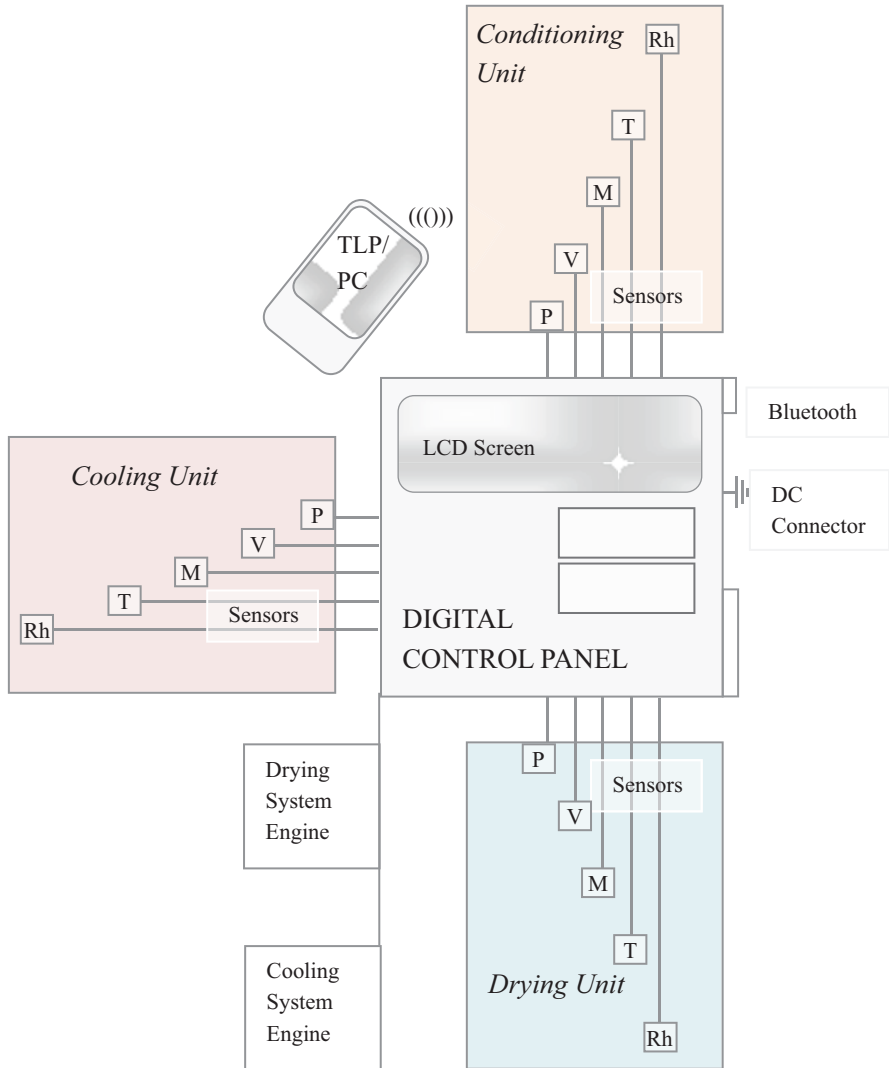 Conditioning
Unit
Rh
T
M
V
Sensors
P
TLP/
PC
((()))
LCD Screen
DIGITAL
CONTROL PANEL
Bluetooth
DC
Connector
Cooling Unit
P
V
M
T
Sensors
Rh
Drying
System
Engine
Cooling
System
Engine
P
Sensors
V
M
T
Drying Unit
Rh